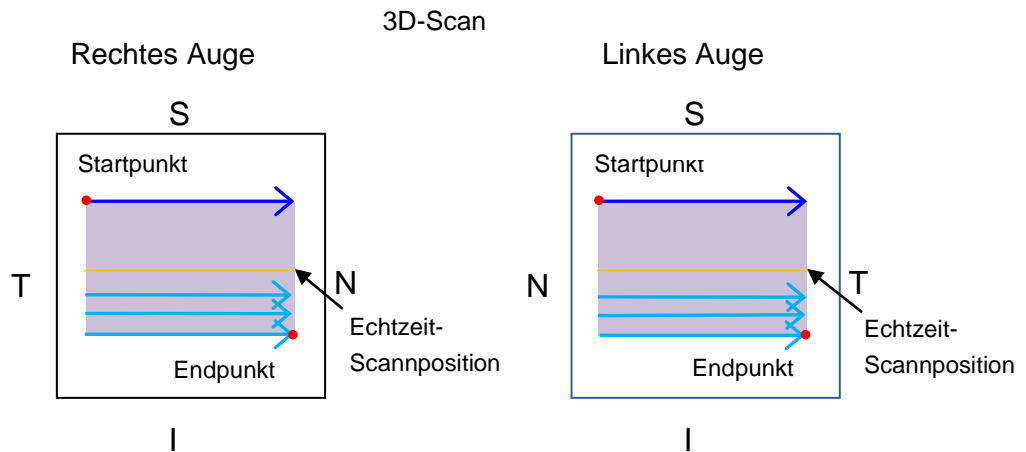 3D-Scan
Rechtes Auge
S
Startpunkt
T
N
Echtzeit-
Scannposition
Endpunkt
I
Linkes Auge
S
Startpunkt
N
T
Echtzeit-
Scannposition
Endpunkt
I